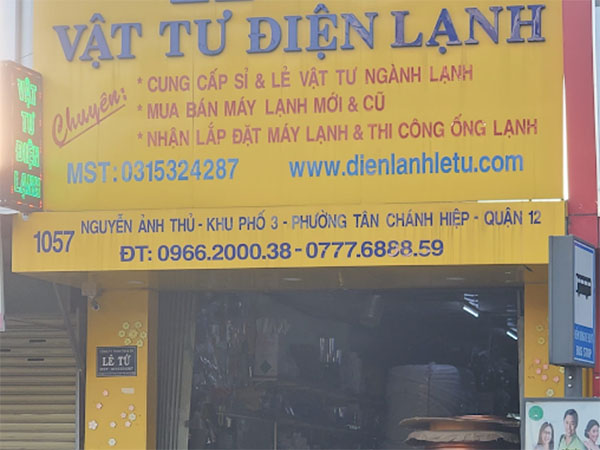 VẬT TƯ ĐIỆN LẠNH
Chuyên:
* CUNG CẤP SỈ & LẺ VẬT TƯ NGÀNH LẠNH
* MUA BÁN MÁY LẠNH MỚI & CŨ
* NHẬN LẮP ĐẶT MÁY LẠNH & THI CÔNG ỐNG LẠNH
MST: 0315324287 www.dienlanhletu.com
VẬT
TƯ
ĐIỆN
LẠNH
1057 NGUYỄN ẢNH THỦ - KHU PHỐ 3 - PHƯỜNG TÂN CHÁNH HIỆP - QUẬN 12
ĐT: 0966.2000.38 - 0777.6888.59
LÊ TỨ
BUS STOP